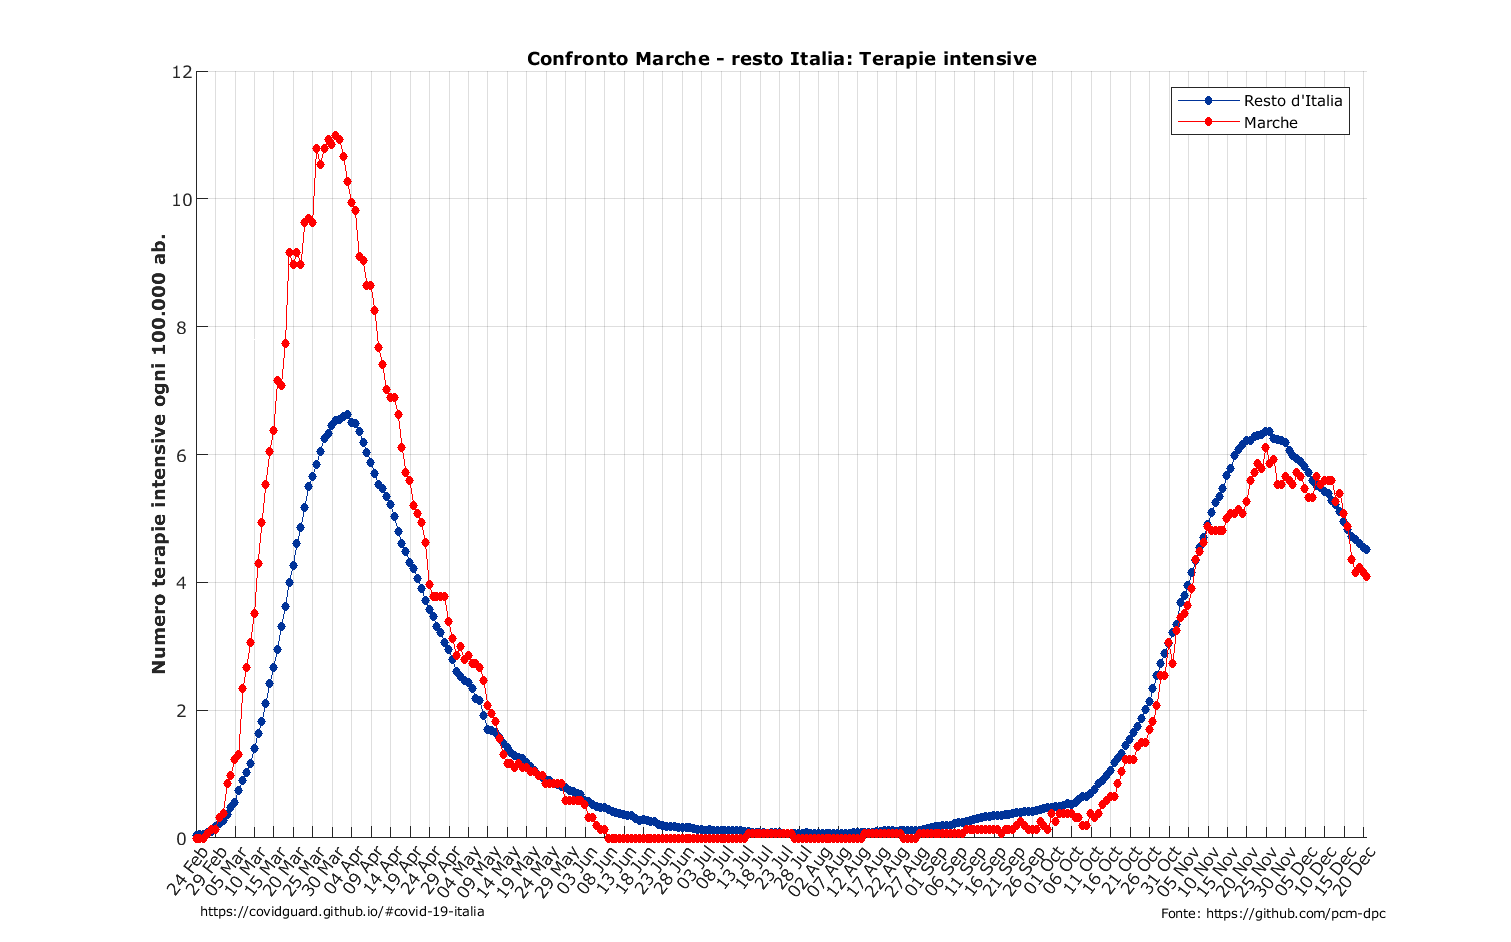 Confronto Marche - resto Italia: Terapie intensive
Resto d'Italia
Marche
Numero terapie intensive ogni 100.000 ab.
12
10
8
6
4
2
0
24 Feb
29 Feb
05 Mar
10 Mar
15 Mar
20 Mar
25 Mar
30 Mar
04 Apr
09 Apr
14 Apr
19 Apr
24 Apr
29 Apr
04 May
09 May
14 May
19 May
24 May
29 May
03 Jun
08 Jun
13 Jun
18 Jun
23 Jun
28 Jun
03 Jul
08 Jul
13 Jul
18 Jul
23 Jul
28 Jul
02 Aug
07 Aug
12 Aug
17 Aug
22 Aug
27 Aug
01 Sep
06 Sep
11 Sep
16 Sep
21 Sep
26 Sep
01 Oct
06 Oct
11 Oct
16 Oct
21 Oct
26 Oct
31 Oct
05 Nov
10 Nov
15 Nov
20 Nov
25 Nov
30 Nov
05 Dec
10 Dec
15 Dec
20 Dec
https://covidguard.github.io/#covid-19-italia
Fonte: https://github.com/pcm-dpc